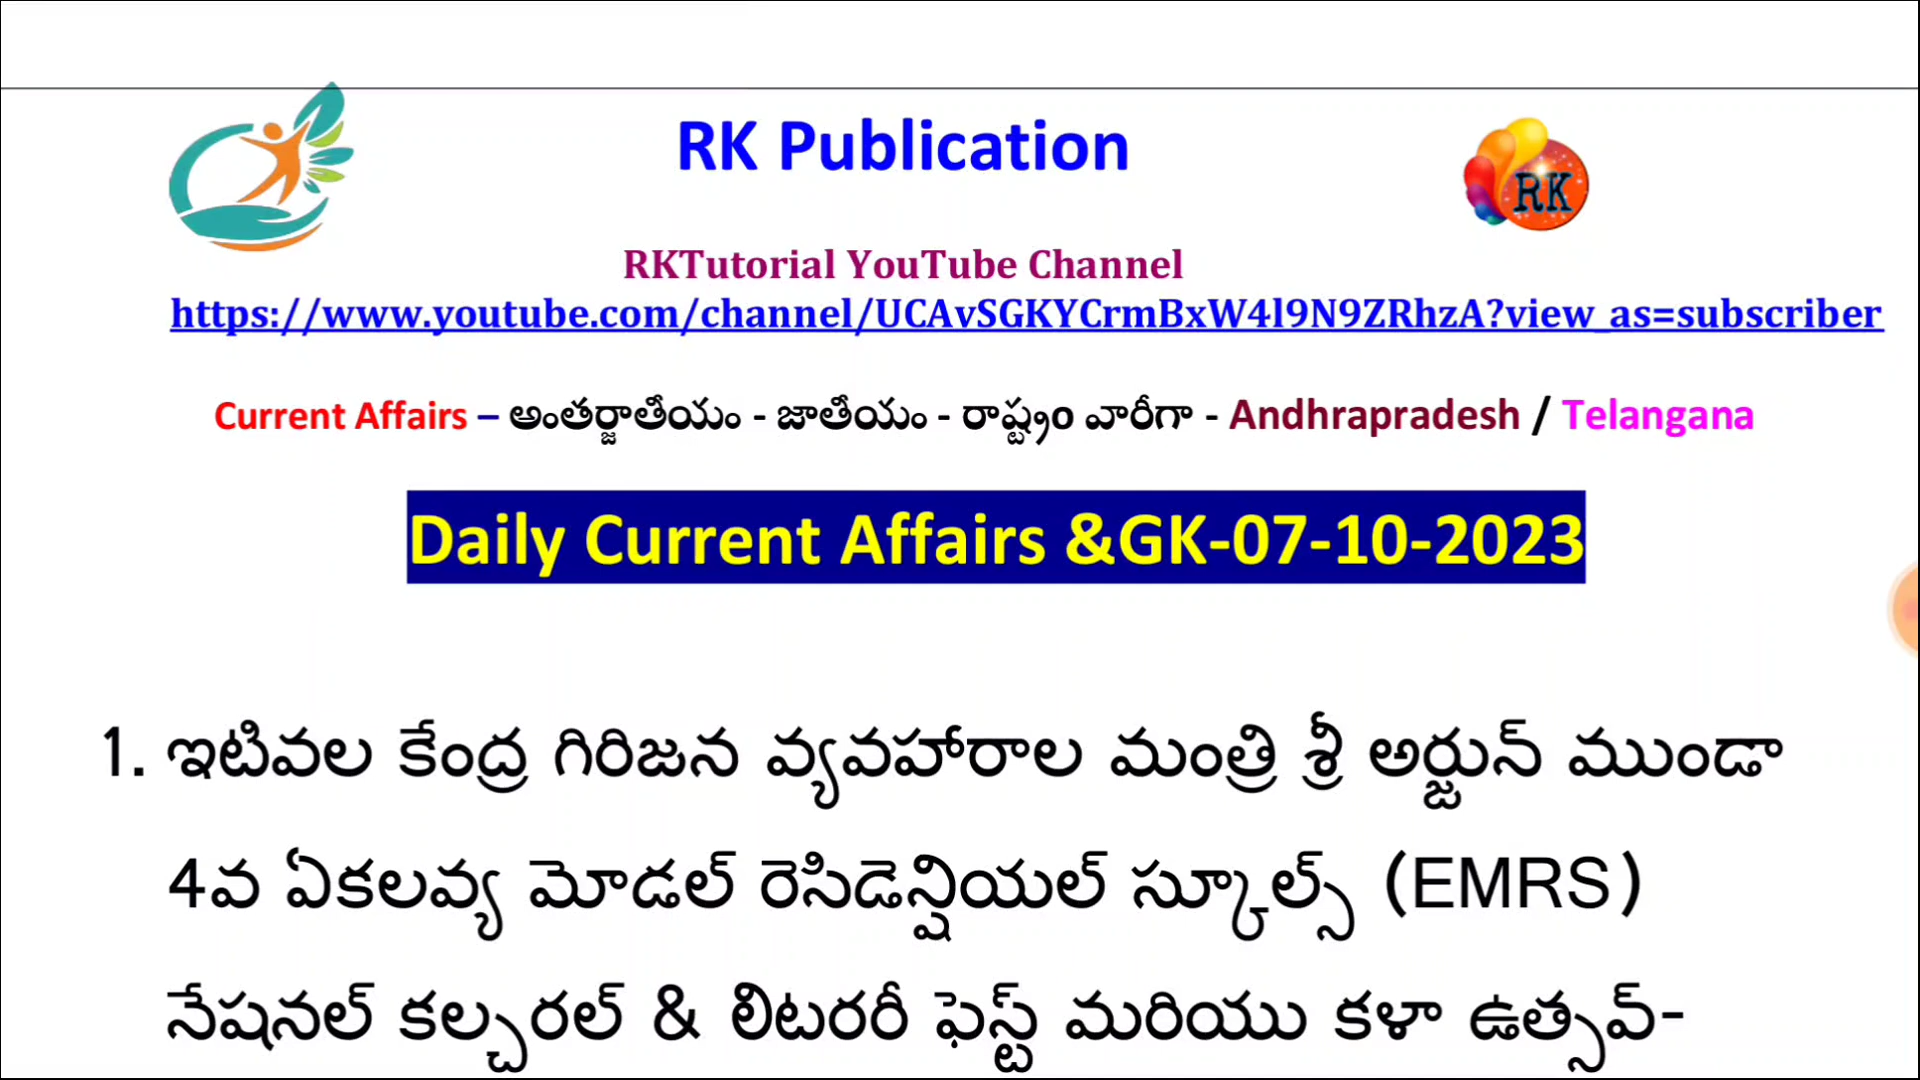 RK Publication
RK
RKTutorial YouTube Channel
https://www.youtube.com/channel/UCAvSGKYCrmBxW4l9N9ZRhzA?view_as=subscriber
Current Affairs – అంతర్జాతీయం - జాతీయం - రాష్ట్రం వారీగా - Andhrapradesh / Telangana
Daily Current Affairs &GK-07-10-2023
1. ఇటివల కేంద్ర గిరిజన వ్యవహారాల మంత్రి శ్రీ అర్జున్ ముండా
4వ ఏకలవ్య మోడల్ రెసిడెన్షియల్ స్కూల్స్ (EMRS)
నేషనల్ కల్చరల్ & లిటరరీ ఫెస్ట్ మరియు కళా ఉత్సవ్-